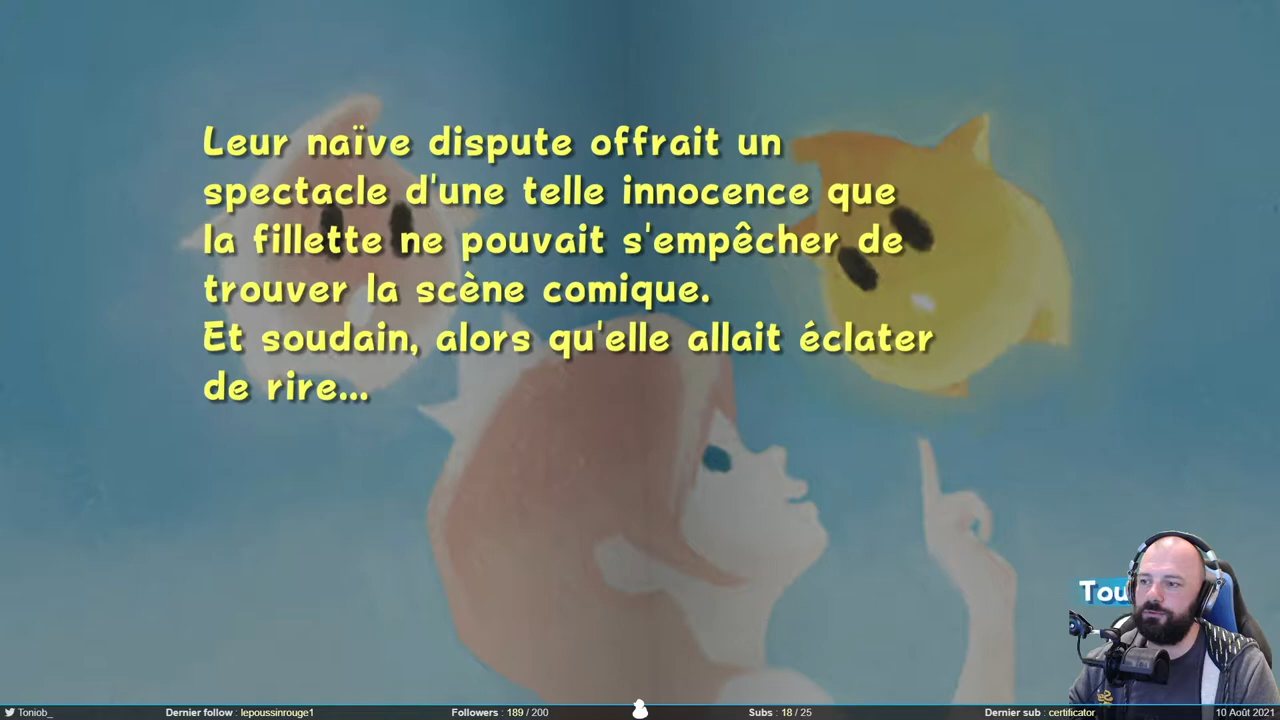 Leur naïve dispute offrait un
spectacle d'une telle innocence que
la fillette ne pouvait s'empêcher de
trouver la scène comique.
Et soudain, alors qu'elle allait éclater
de rire...
Tou
Toniob_ Dernier follow : lepoussinrouge1 Followers : 189 / 200 Subs : 18 / 25 Dernier sub : certificator 10 Août 2021